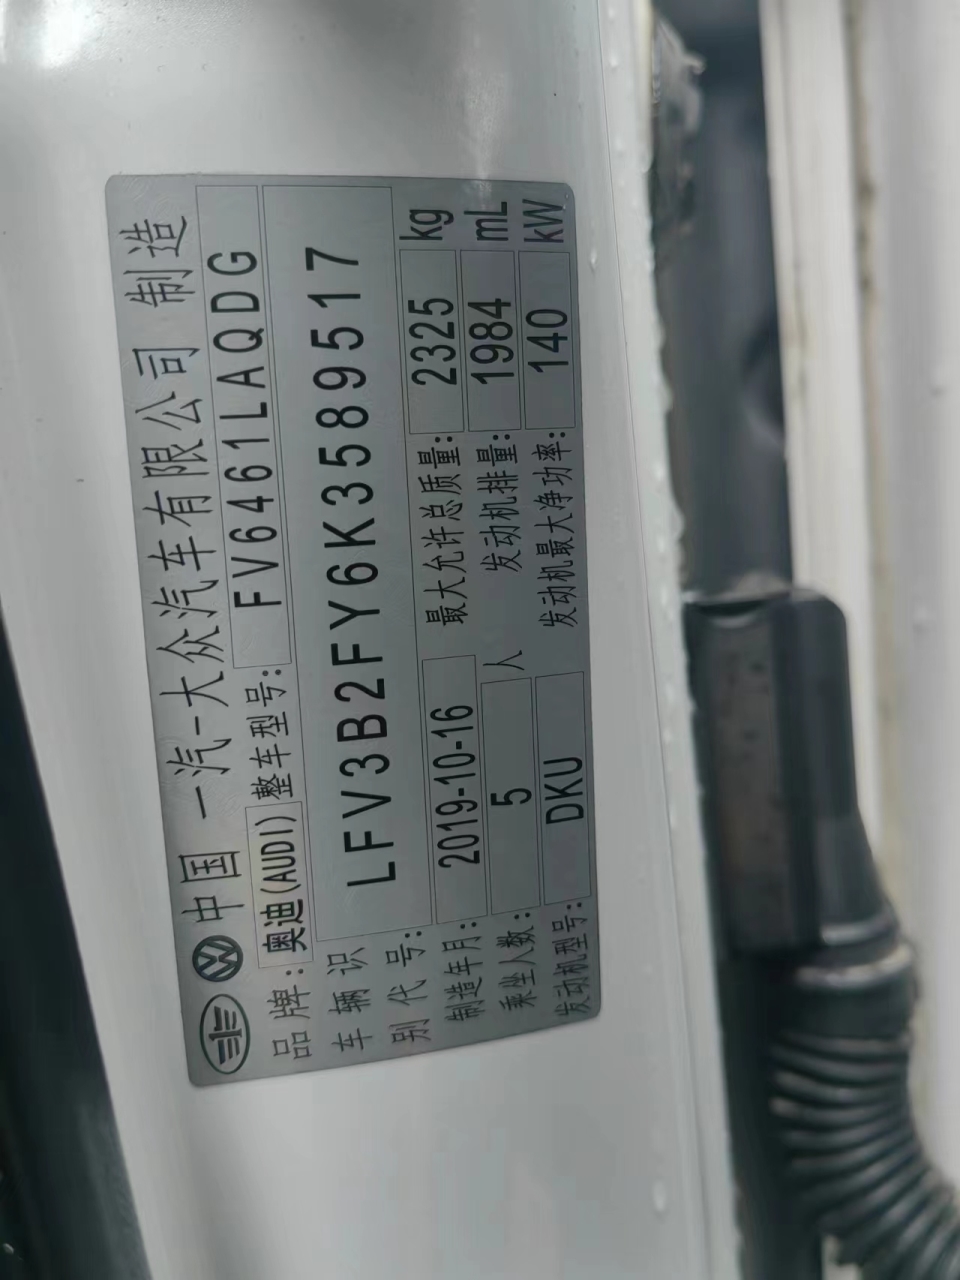 中国 一汽-大众汽车有限公司 制造
品牌: 奥迪(AUDI) 整车型号: FV6461LAQDG
车辆识别代号: LFV3B2FY6K3589517
制造年月: 2019-10-16 最大允许总质量: 2325 kg
乘坐人数: 5 人 发动机排量: 1984 mL
发动机型号: DKU 发动机最大净功率: 140 kW